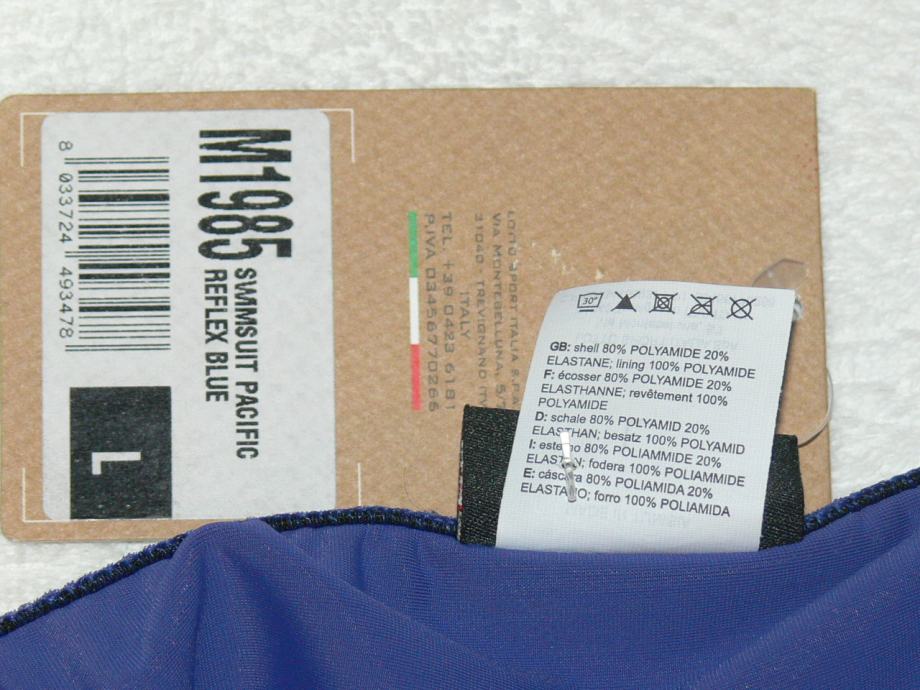 M1985
SWMMSUIT PACIFIC
REFLEX BLUE
8 033724 493478
L
SPORT ITALIA S.PA
VIA MONTEBELLUNA, 5/7
31040 - TREVIGNANO (TV)
ITALY
TEL. +39 0423 6181
P.IVA 03456770266
30°
GB: shell 80% POLYAMIDE 20%
ELASTANE; lining 100% POLYAMIDE
F: écosser 80% POLYAMIDE 20%
ELASTHANNE; revêtement 100%
POLYAMIDE
D: schale 80% POLYAMID 20%
ELASTHAN; besatz 100% POLYAMID
I: esterno 80% POLIAMMIDE 20%
ELASTAN; fodera 100% POLIAMMIDE
E: cáscara 80% POLIAMIDA 20%
ELASTANO; forro 100% POLIAMIDA